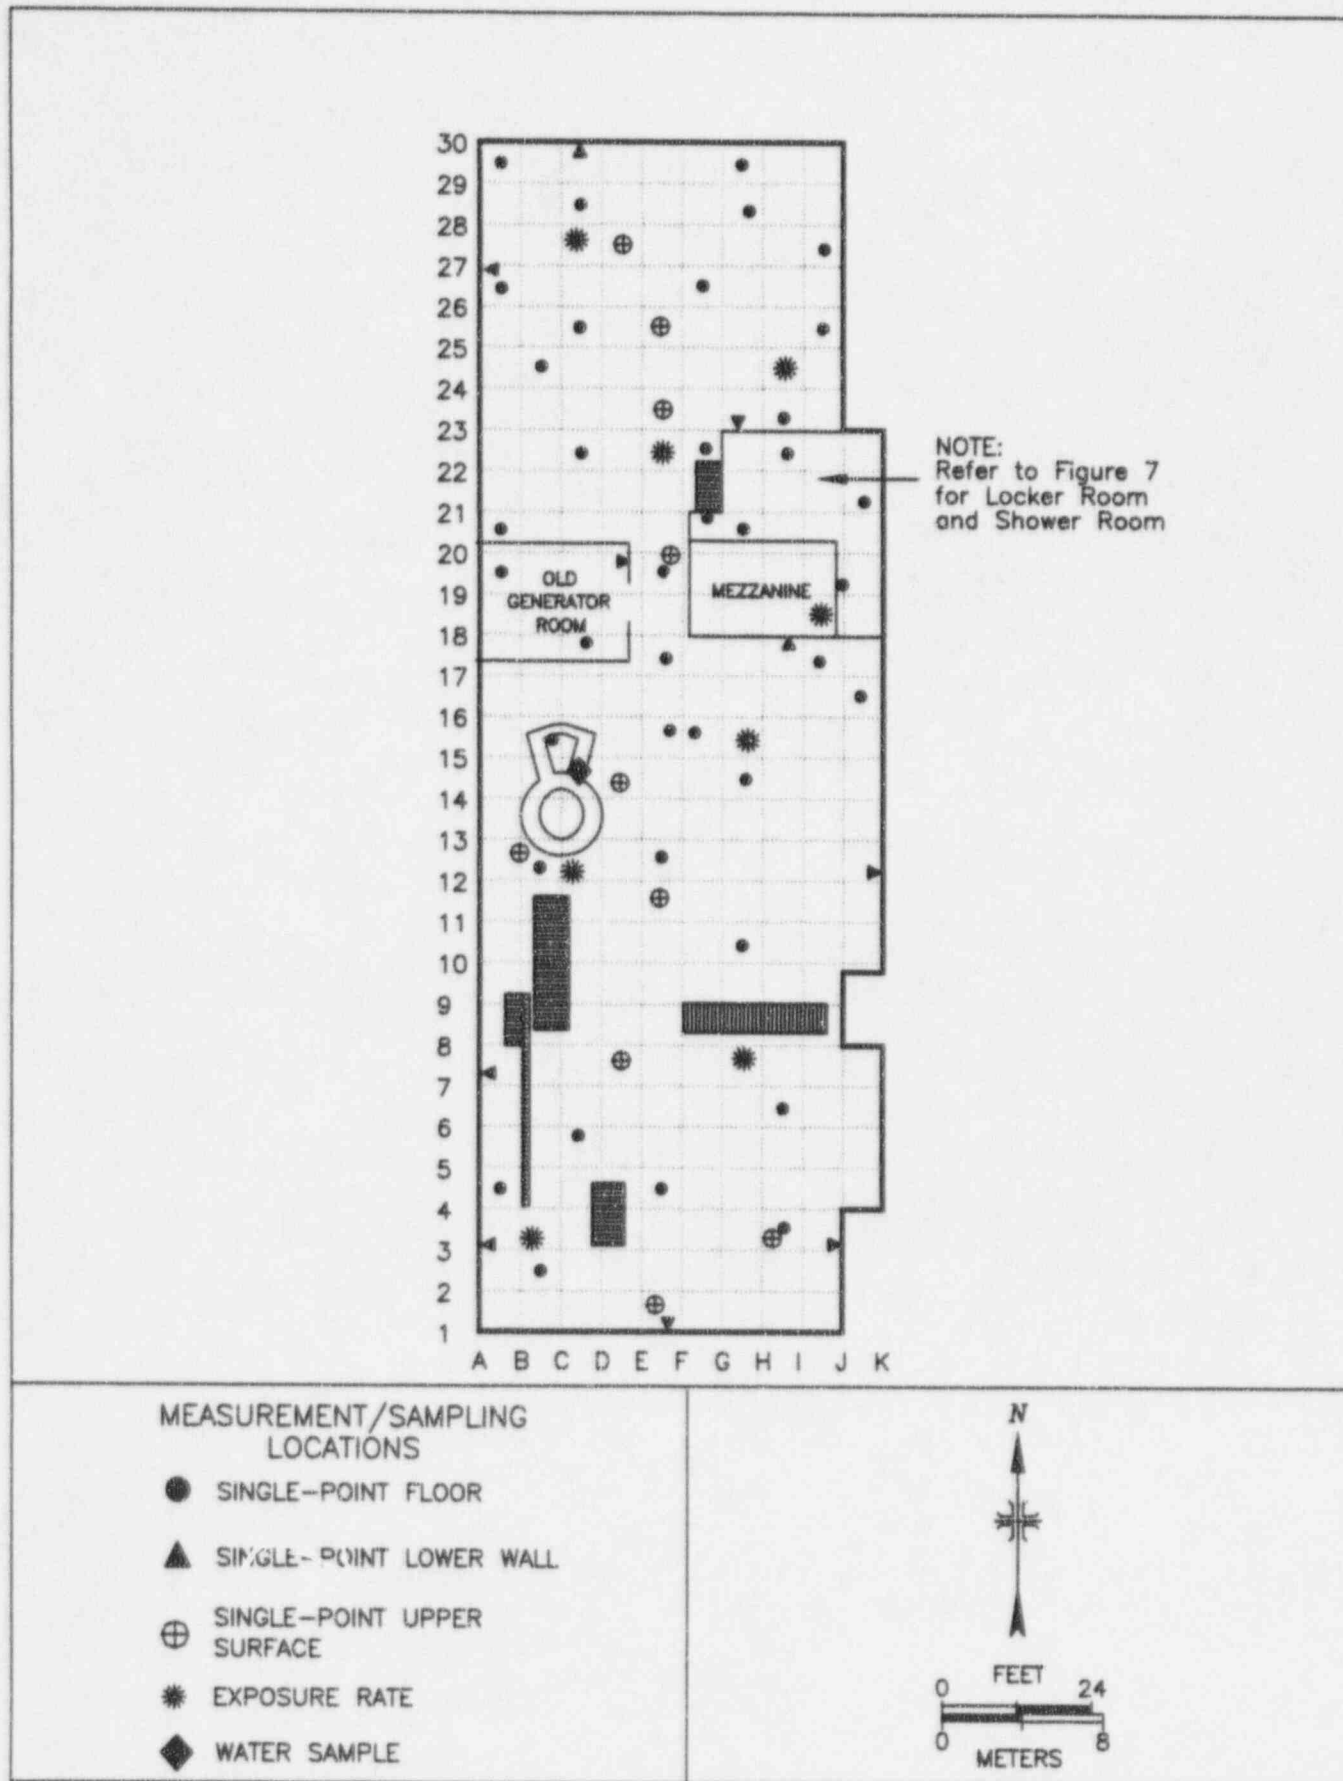 30
29
28
27
26
25
24
23
22
21
20
19
18
17
16
15
14
13
12
11
10
9
8
7
6
5
4
3
2
1
A B C D E F G H I J K
OLD
GENERATOR
ROOM
MEZZANINE
NOTE:
Refer to Figure 7
for Locker Room
and Shower Room
MEASUREMENT/SAMPLING
LOCATIONS
SINGLE-POINT FLOOR
SINGLE-POINT LOWER WALL
SINGLE-POINT UPPER
SURFACE
EXPOSURE RATE
WATER SAMPLE
N
FEET
0 24
0 8
METERS